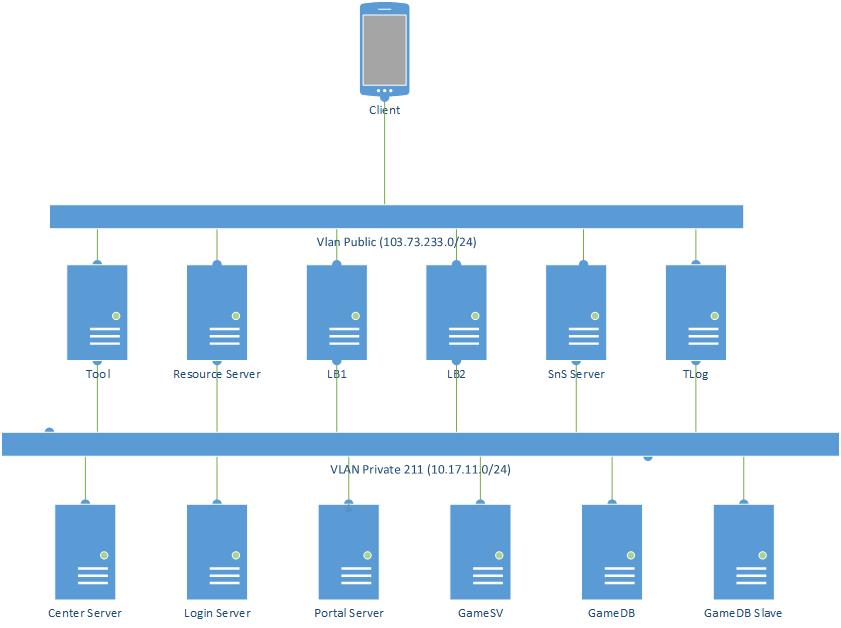 Client
Vlan Public (103.73.233.0/24)
Tool
Resource Server
LB1
LB2
SnS Server
TLog
VLAN Private 211 (10.17.11.0/24)
Center Server
Login Server
Portal Server
GameSV
GameDB
GameDB Slave